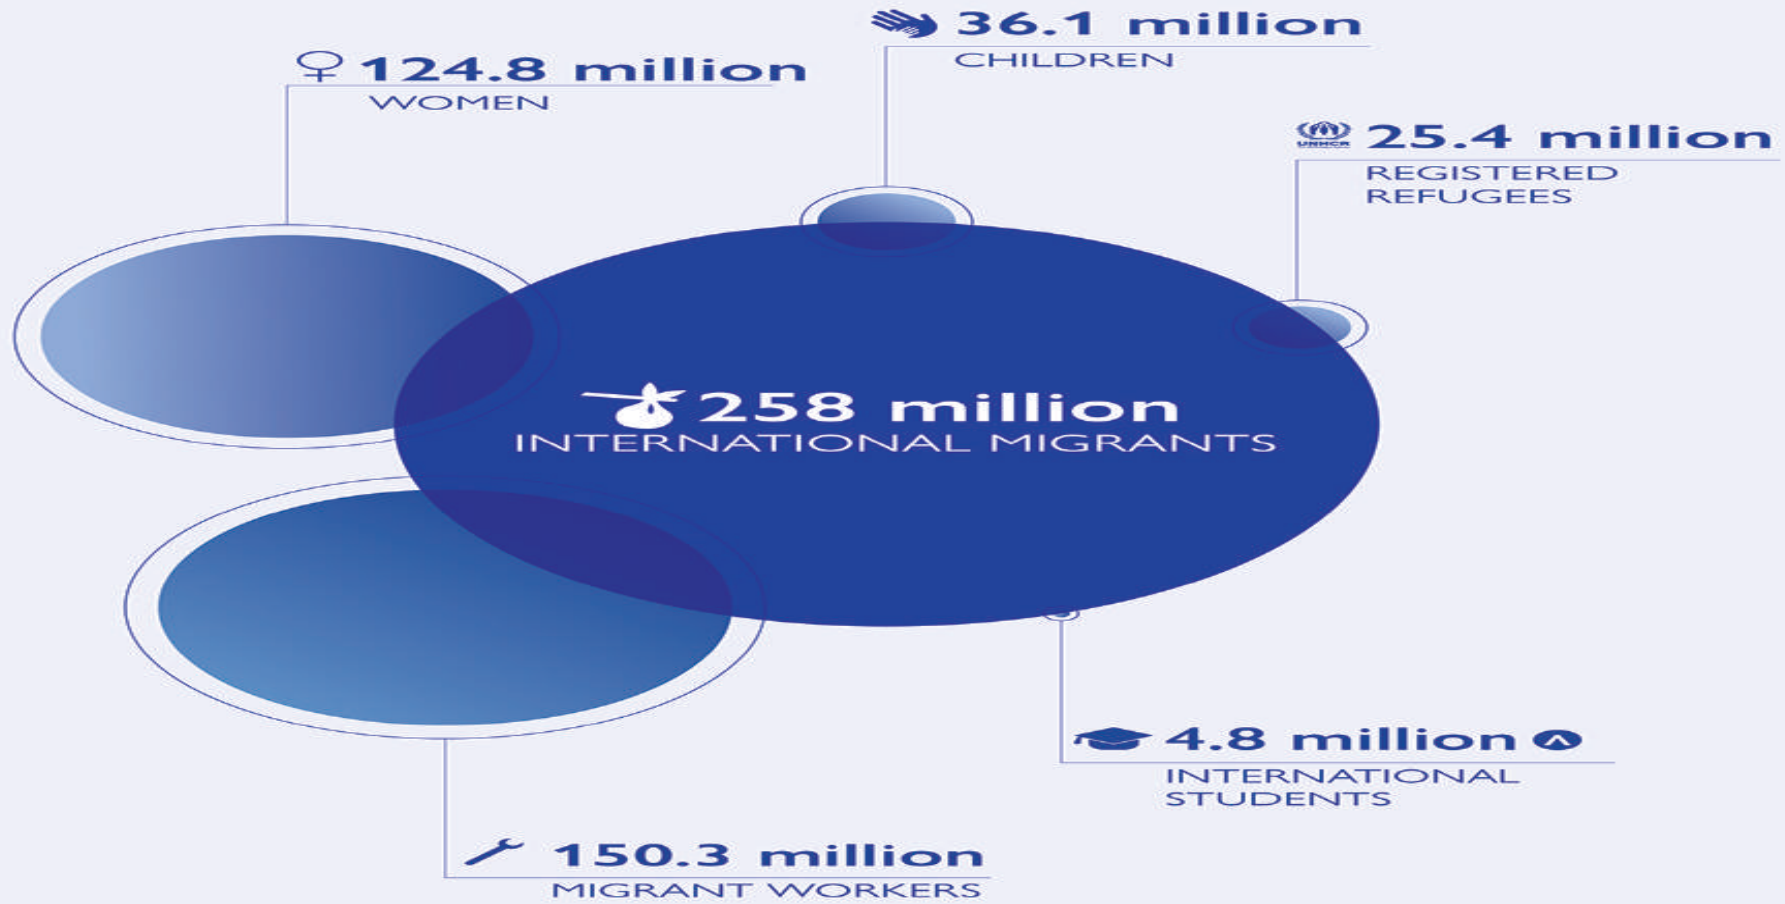 36.1 million
CHILDREN
124.8 million
WOMEN
UNHCR
25.4 million
REGISTERED
REFUGEES
258 million
INTERNATIONAL MIGRANTS
4.8 million
INTERNATIONAL
STUDENTS
150.3 million
MIGRANT WORKERS